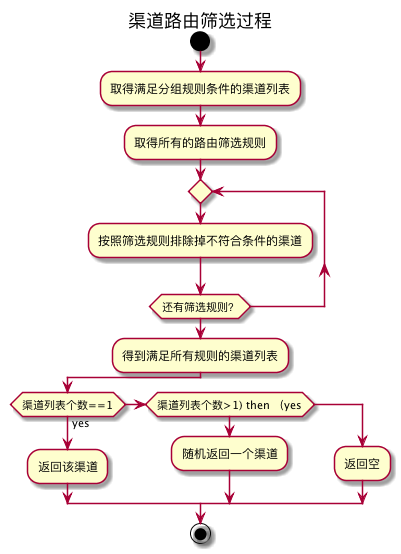 渠道路由筛选过程
取得满足分组规则条件的渠道列表
取得所有的路由筛选规则
按照筛选规则排除掉不符合条件的渠道
还有筛选规则?
得到满足所有规则的渠道列表
渠道列表个数==1
渠道列表个数>1) then (yes
yes
返回该渠道
随机返回一个渠道
返回空